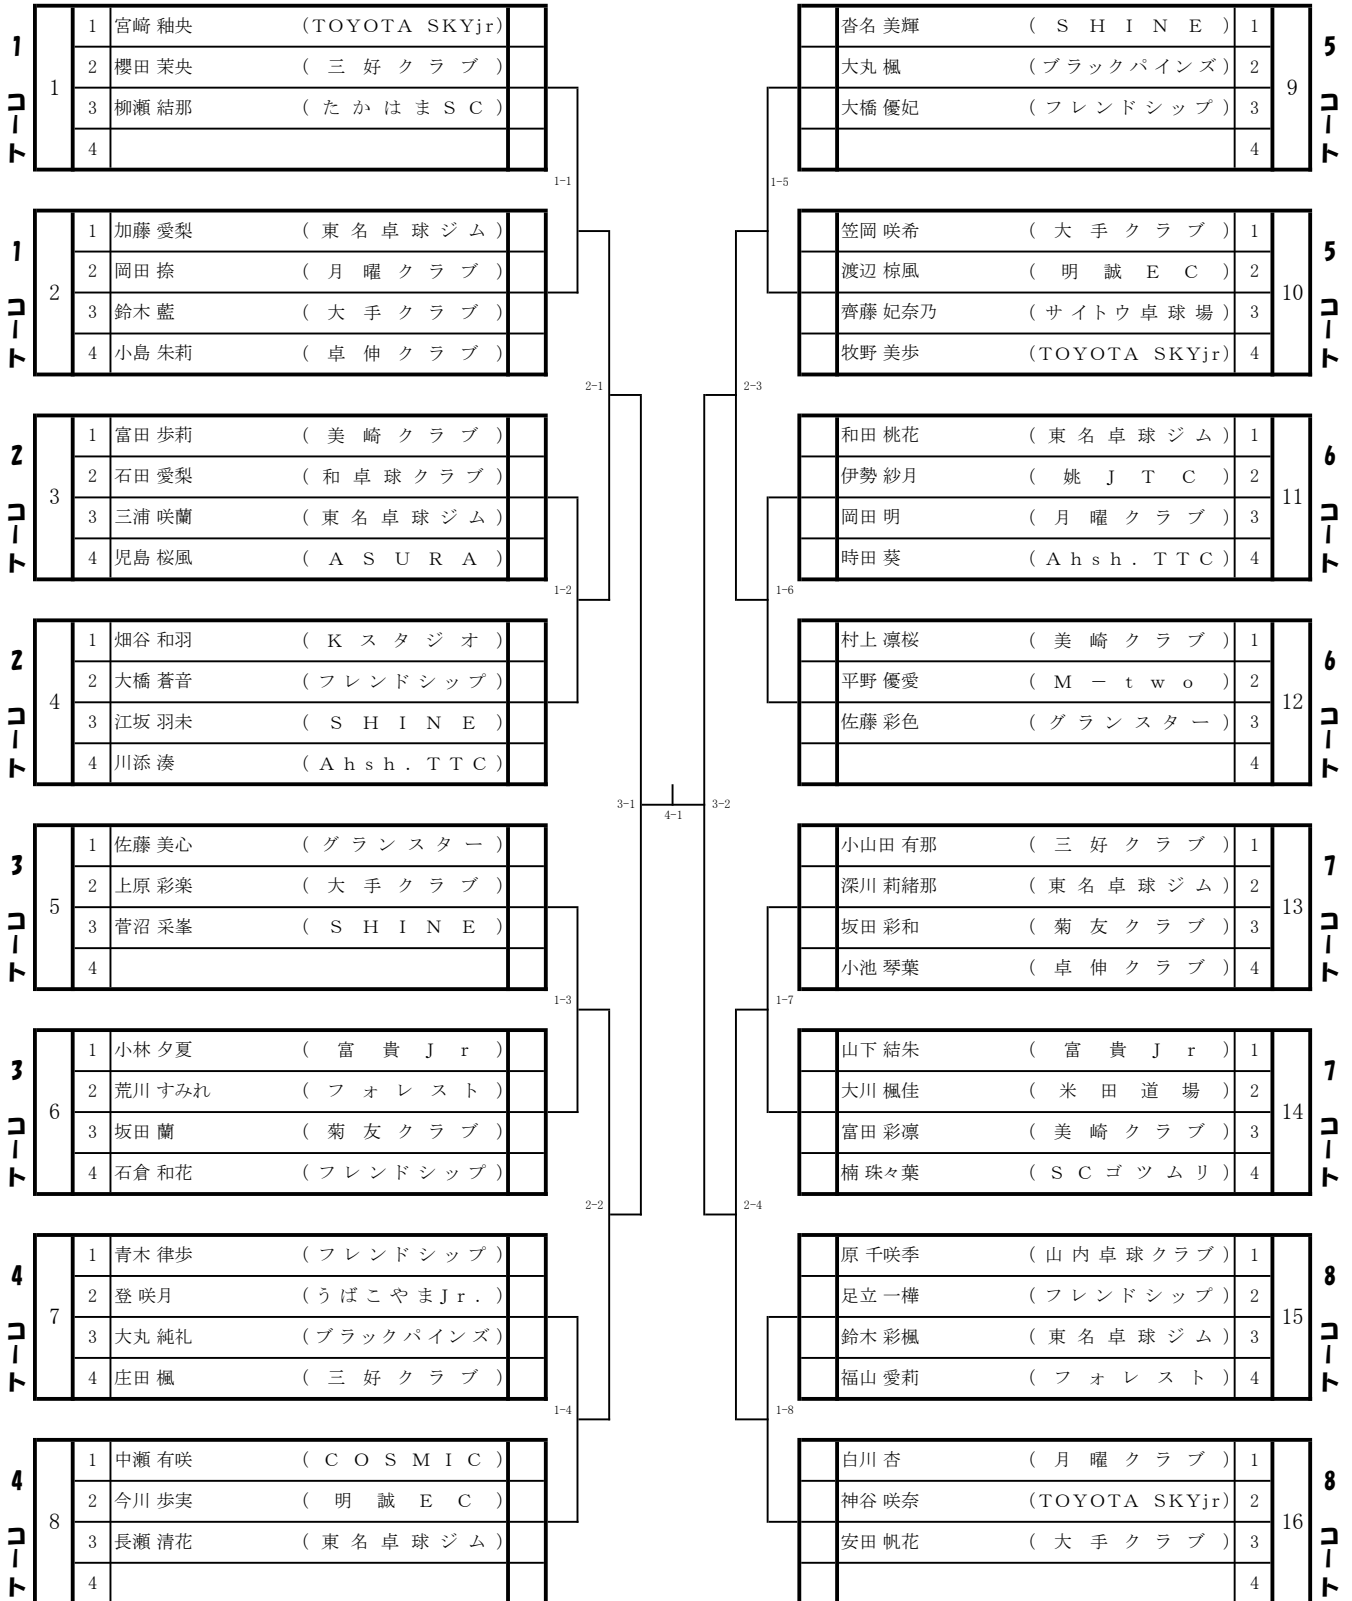 1コート
1
1 宮﨑 釉央 (TOYOTA SKYjr)
2 櫻田 茉央 (三好クラブ)
3 柳瀬 結那 (たかはまSC)
4
1-1
1コート
2
1 加藤 愛梨 (東名卓球ジム)
2 岡田 捺 (月曜クラブ)
3 鈴木 藍 (大手クラブ)
4 小島 朱莉 (卓伸クラブ)
2-1
2コート
3
1 富田 歩莉 (美崎クラブ)
2 石田 愛梨 (和卓球クラブ)
3 三浦 咲蘭 (東名卓球ジム)
4 児島 桜風 (ASURA)
1-2
2コート
4
1 畑谷 和羽 (Kスタジオ)
2 大橋 蒼音 (フレンドシップ)
3 江坂 羽未 (SHINE)
4 川添 湊 (Ahsh.TTC)
3-1
4-1
3-2
3コート
5
1 佐藤 美心 (グランスター)
2 上原 彩楽 (大手クラブ)
3 菅沼 采峯 (SHINE)
4
1-3
3コート
6
1 小林 夕夏 (富貴Jr)
2 荒川 すみれ (フォレスト)
3 坂田 蘭 (菊友クラブ)
4 石倉 和花 (フレンドシップ)
2-2
4コート
7
1 青木 律歩 (フレンドシップ)
2 登 咲月 (うばこやまJr.)
3 大丸 純礼 (ブラックパインズ)
4 庄田 楓 (三好クラブ)
1-4
4コート
8
1 中瀬 有咲 (COSMIC)
2 今川 歩実 (明誠EC)
3 長瀬 清花 (東名卓球ジム)
4
5コート
9
沓名 美輝 (SHINE) 1
大丸 楓 (ブラックパインズ) 2
大橋 優妃 (フレンドシップ) 3
4
1-5
5コート
10
笠岡 咲希 (大手クラブ) 1
渡辺 椋風 (明誠EC) 2
齊藤 妃奈乃 (サイトウ卓球場) 3
牧野 美歩 (TOYOTA SKYjr) 4
2-3
6コート
11
和田 桃花 (東名卓球ジム) 1
伊勢 紗月 (姚JTC) 2
岡田 明 (月曜クラブ) 3
時田 葵 (Ahsh.TTC) 4
1-6
6コート
12
村上 凛桜 (美崎クラブ) 1
平野 優愛 (M－two) 2
佐藤 彩色 (グランスター) 3
4
7コート
13
小山田 有那 (三好クラブ) 1
深川 莉緒那 (東名卓球ジム) 2
坂田 彩和 (菊友クラブ) 3
小池 琴葉 (卓伸クラブ) 4
1-7
7コート
14
山下 結朱 (富貴Jr) 1
大川 楓佳 (米田道場) 2
富田 彩凛 (美崎クラブ) 3
楠 珠々葉 (SCゴツムリ) 4
2-4
8コート
15
原 千咲季 (山内卓球クラブ) 1
足立 一樺 (フレンドシップ) 2
鈴木 彩楓 (東名卓球ジム) 3
福山 愛莉 (フォレスト) 4
1-8
8コート
16
白川 杏 (月曜クラブ) 1
神谷 咲奈 (TOYOTA SKYjr) 2
安田 帆花 (大手クラブ) 3
4